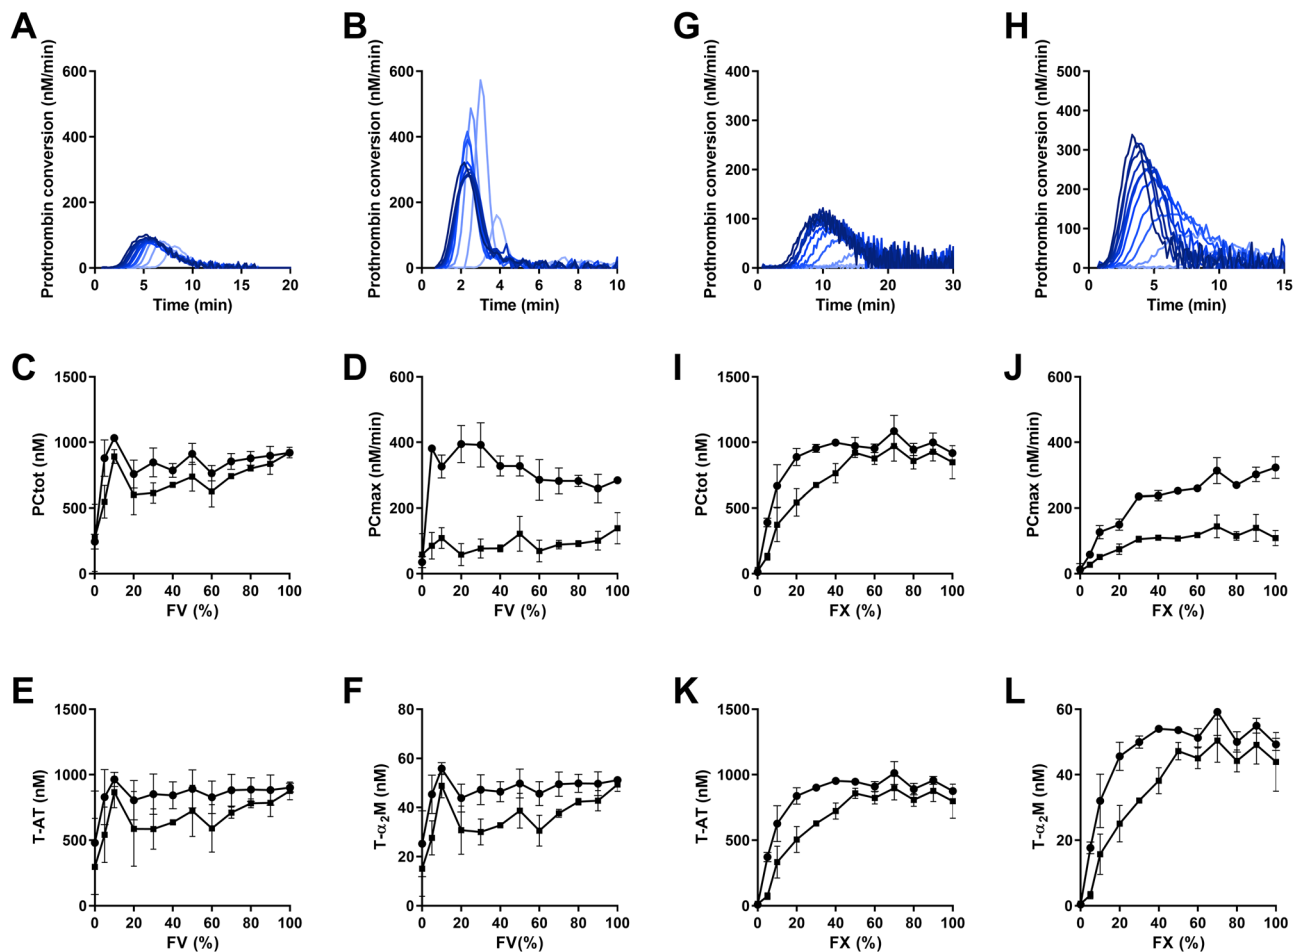 A
B
G
H
Prothrombin conversion (nM/min)
600
400
200
0
0 5 10 15 20
Time (min)
Prothrombin conversion (nM/min)
600
400
200
0
0 2 4 6 8 10
Time (min)
Prothrombin conversion (nM/min)
400
300
200
100
0
0 10 20 30
Time (min)
Prothrombin conversion (nM/min)
500
400
300
200
100
0
0 5 10 15
Time (min)
C
D
I
J
PCtot (nM)
1500
1000
500
0
0 20 40 60 80 100
FV (%)
PCmax (nM/min)
600
400
200
0
0 20 40 60 80 100
FV (%)
PCtot (nM)
1500
1000
500
0
0 20 40 60 80 100
FX (%)
PCmax (nM/min)
600
400
200
0
0 20 40 60 80 100
FX (%)
E
F
K
L
T-AT (nM)
1500
1000
500
0
0 20 40 60 80 100
FV (%)
T-α₂M (nM)
80
60
40
20
0
0 20 40 60 80 100
FV(%)
T-AT (nM)
1500
1000
500
0
0 20 40 60 80 100
FX (%)
T-α₂M (nM)
60
40
20
0
0 20 40 60 80 100
FX (%)